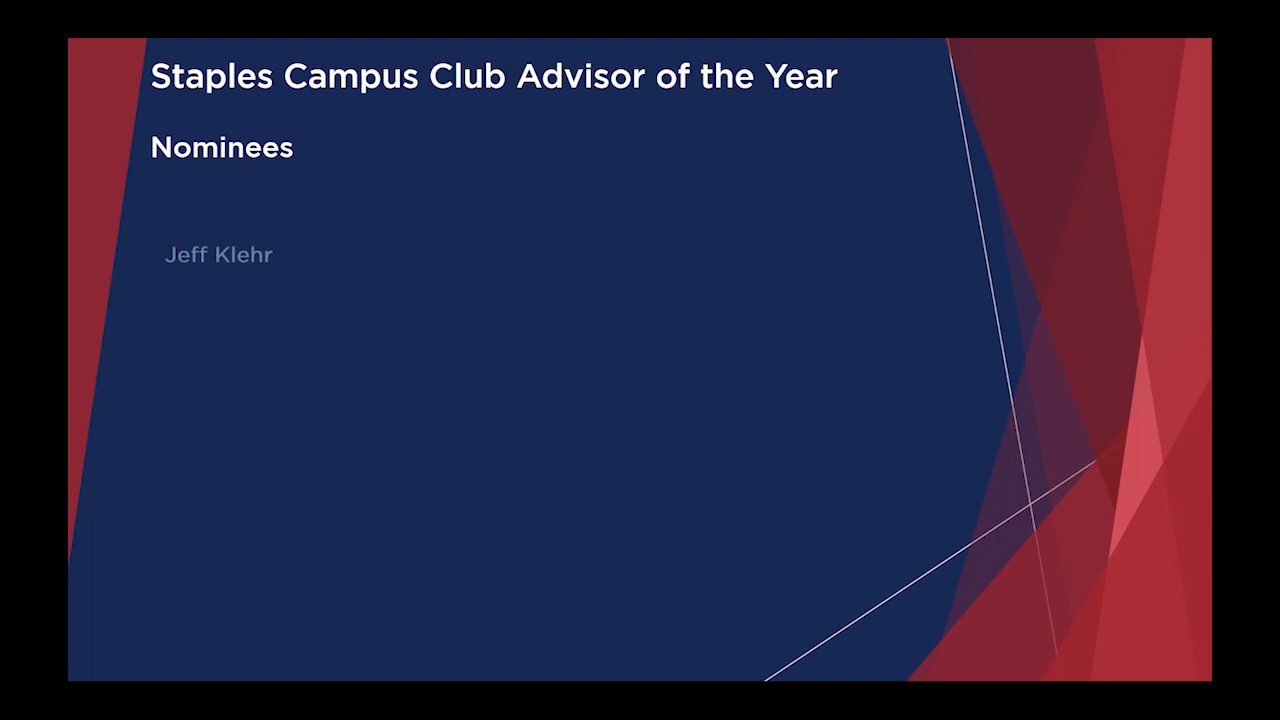 Staples Campus Club Advisor of the Year
Nominees
Jeff Klehr